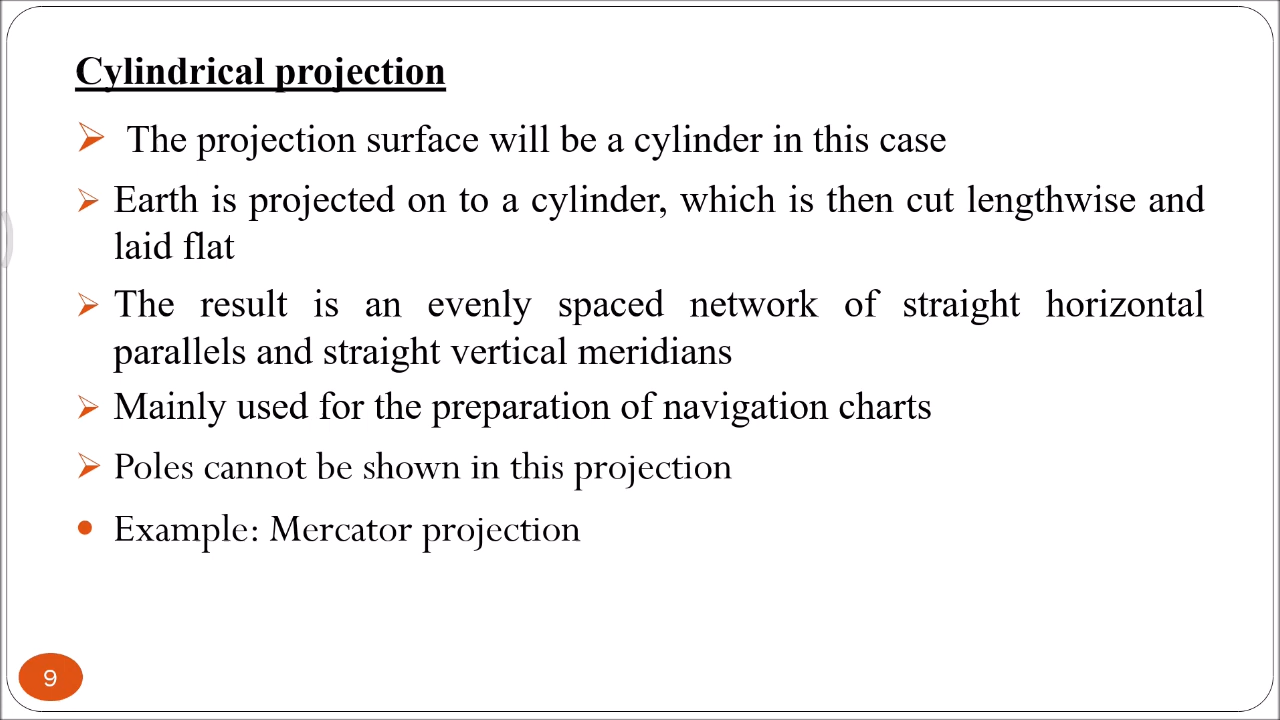 Cylindrical projection
The projection surface will be a cylinder in this case
Earth is projected on to a cylinder, which is then cut lengthwise and
laid flat
The result is an evenly spaced network of straight horizontal
parallels and straight vertical meridians
Mainly used for the preparation of navigation charts
Poles cannot be shown in this projection
Example: Mercator projection
9